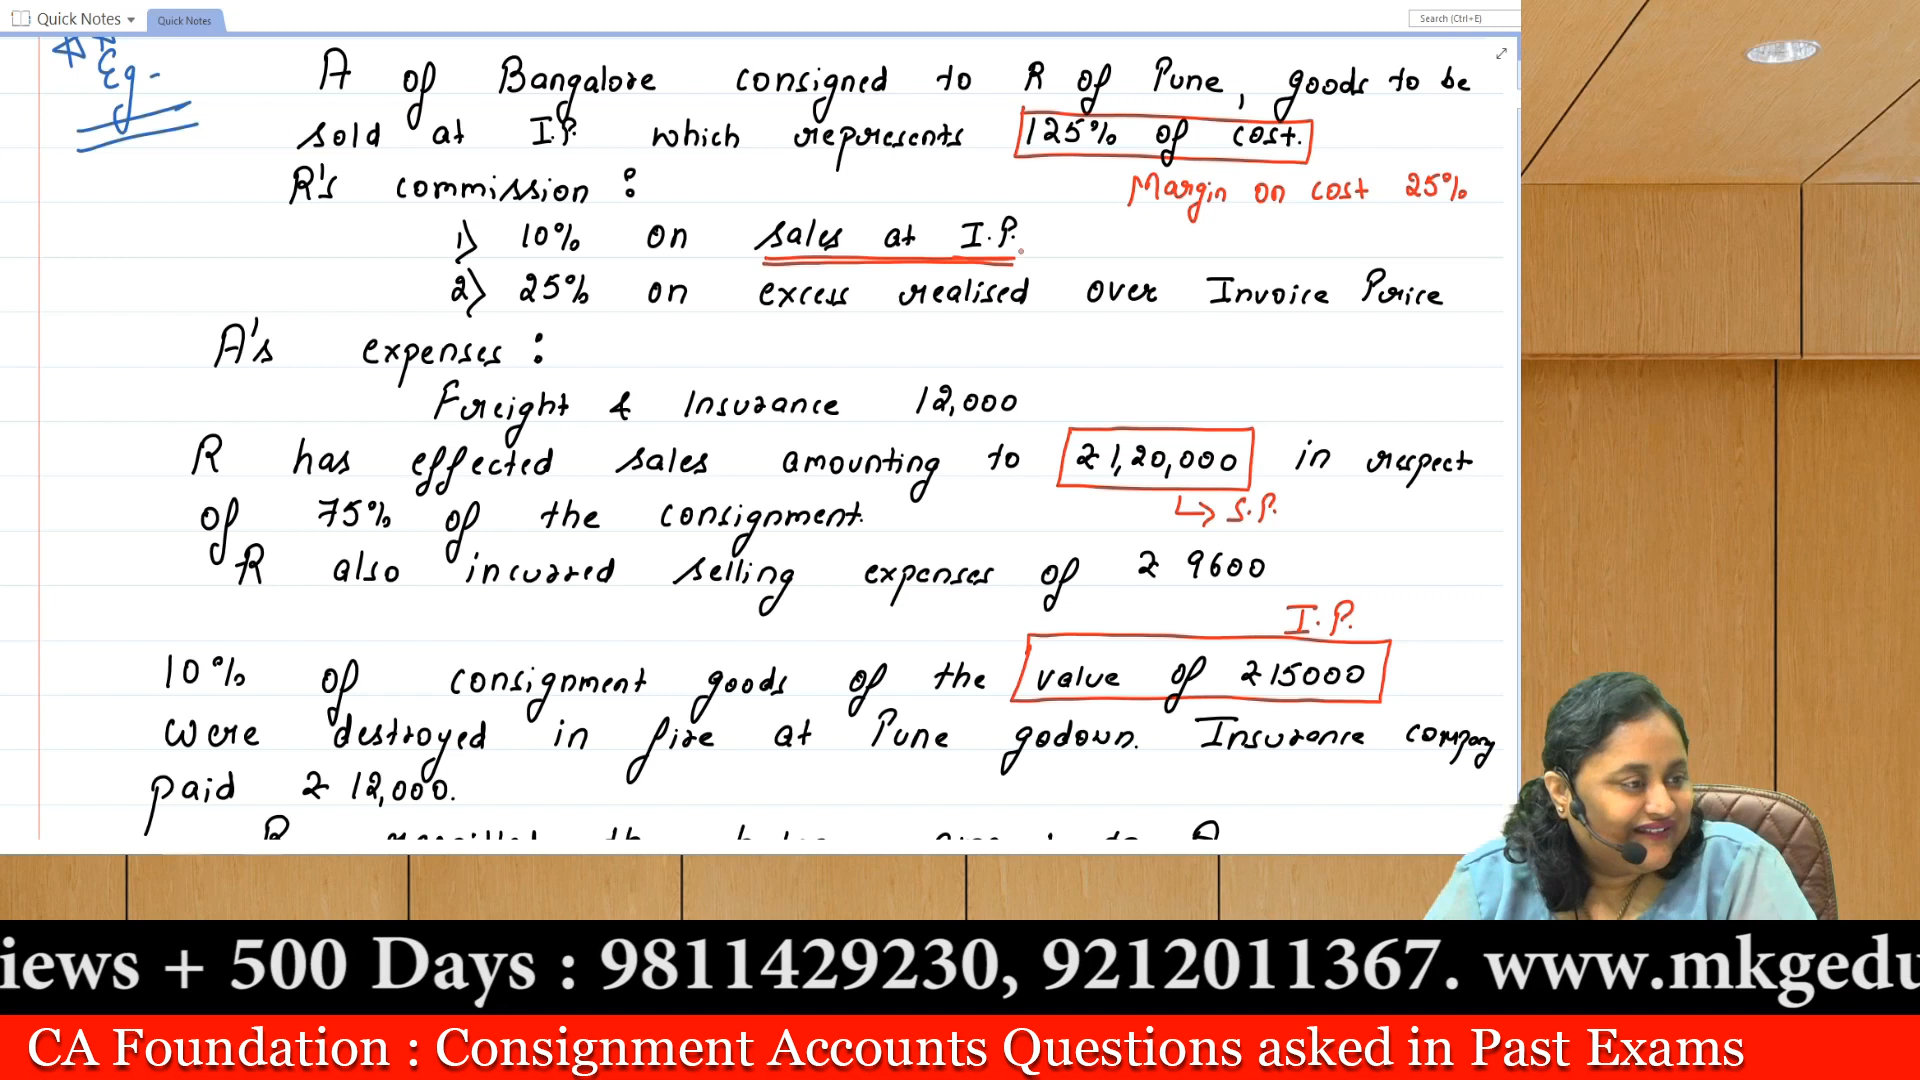 Quick Notes
Quick Notes
Search (Ctrl+E)
Eg -
A of Bangalore consigned to R of Pune, goods to be
sold at I.P. which represents 125% of cost.
Margin on cost 25%
R's commission :
1) 10% on sales at I.P.
2) 25% on excess realised over Invoice Price
A's expenses :
Freight & Insurance 12,000
R has effected sales amounting to ₹ 1,20,000 in respect
↳ S.P.
of 75% of the consignment.
R also incurred selling expenses of ₹ 9600
I.P.
10% of consignment goods of the value of ₹ 15000
were destroyed in fire at Pune godown. Insurance company
paid ₹ 12,000.
iews + 500 Days : 9811429230, 9212011367. www.mkgedu
CA Foundation : Consignment Accounts Questions asked in Past Exams